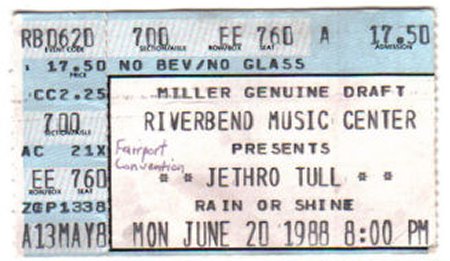 RB0620 700 EE 760 A 17.50
EVENT CODE SECTION/AISLE ROW/BOX SEAT ADMISSION
17.50 NO BEV/NO GLASS
PRICE
CC2.25 MILLER GENUINE DRAFT
700 RIVERBEND MUSIC CENTER
SECTION/AISLE
AC 21X PRESENTS
Fairport
Convention
EE 760 * * JETHRO TULL * *
ROW/BOX SEAT
RAIN OR SHINE
A13MAY8 MON JUNE 20 1988 8:00 PM